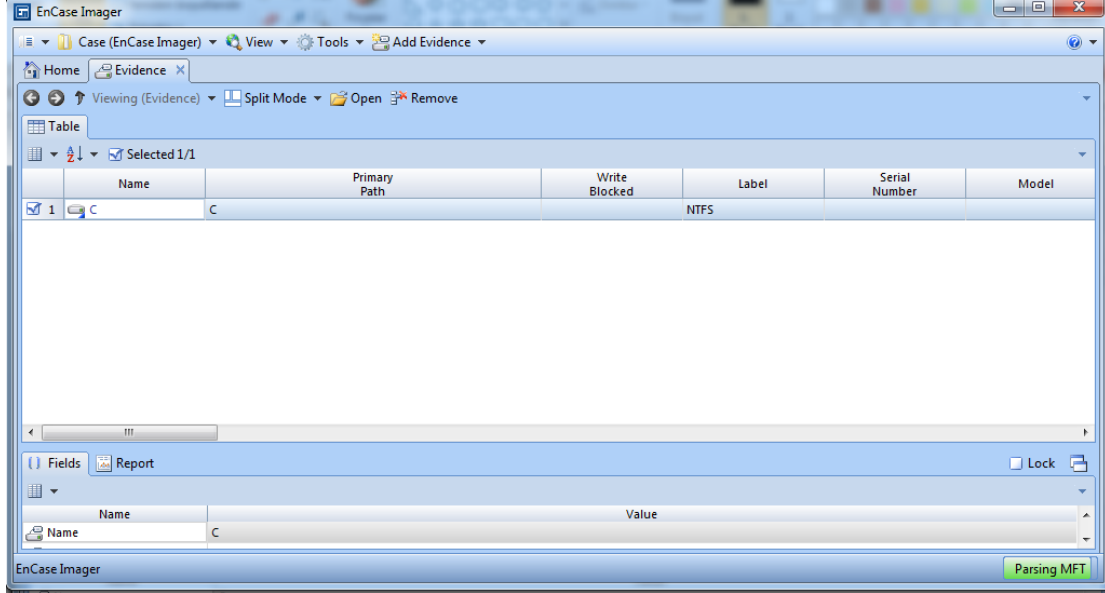 EnCase Imager
Case (EnCase Imager) View Tools Add Evidence
Home Evidence
Viewing (Evidence) Split Mode Open Remove
Table
Selected 1/1
Name Primary Path Write Blocked Label Serial Number Model
1 C C NTFS
Fields Report Lock
Name Value
Name C
EnCase Imager Parsing MFT